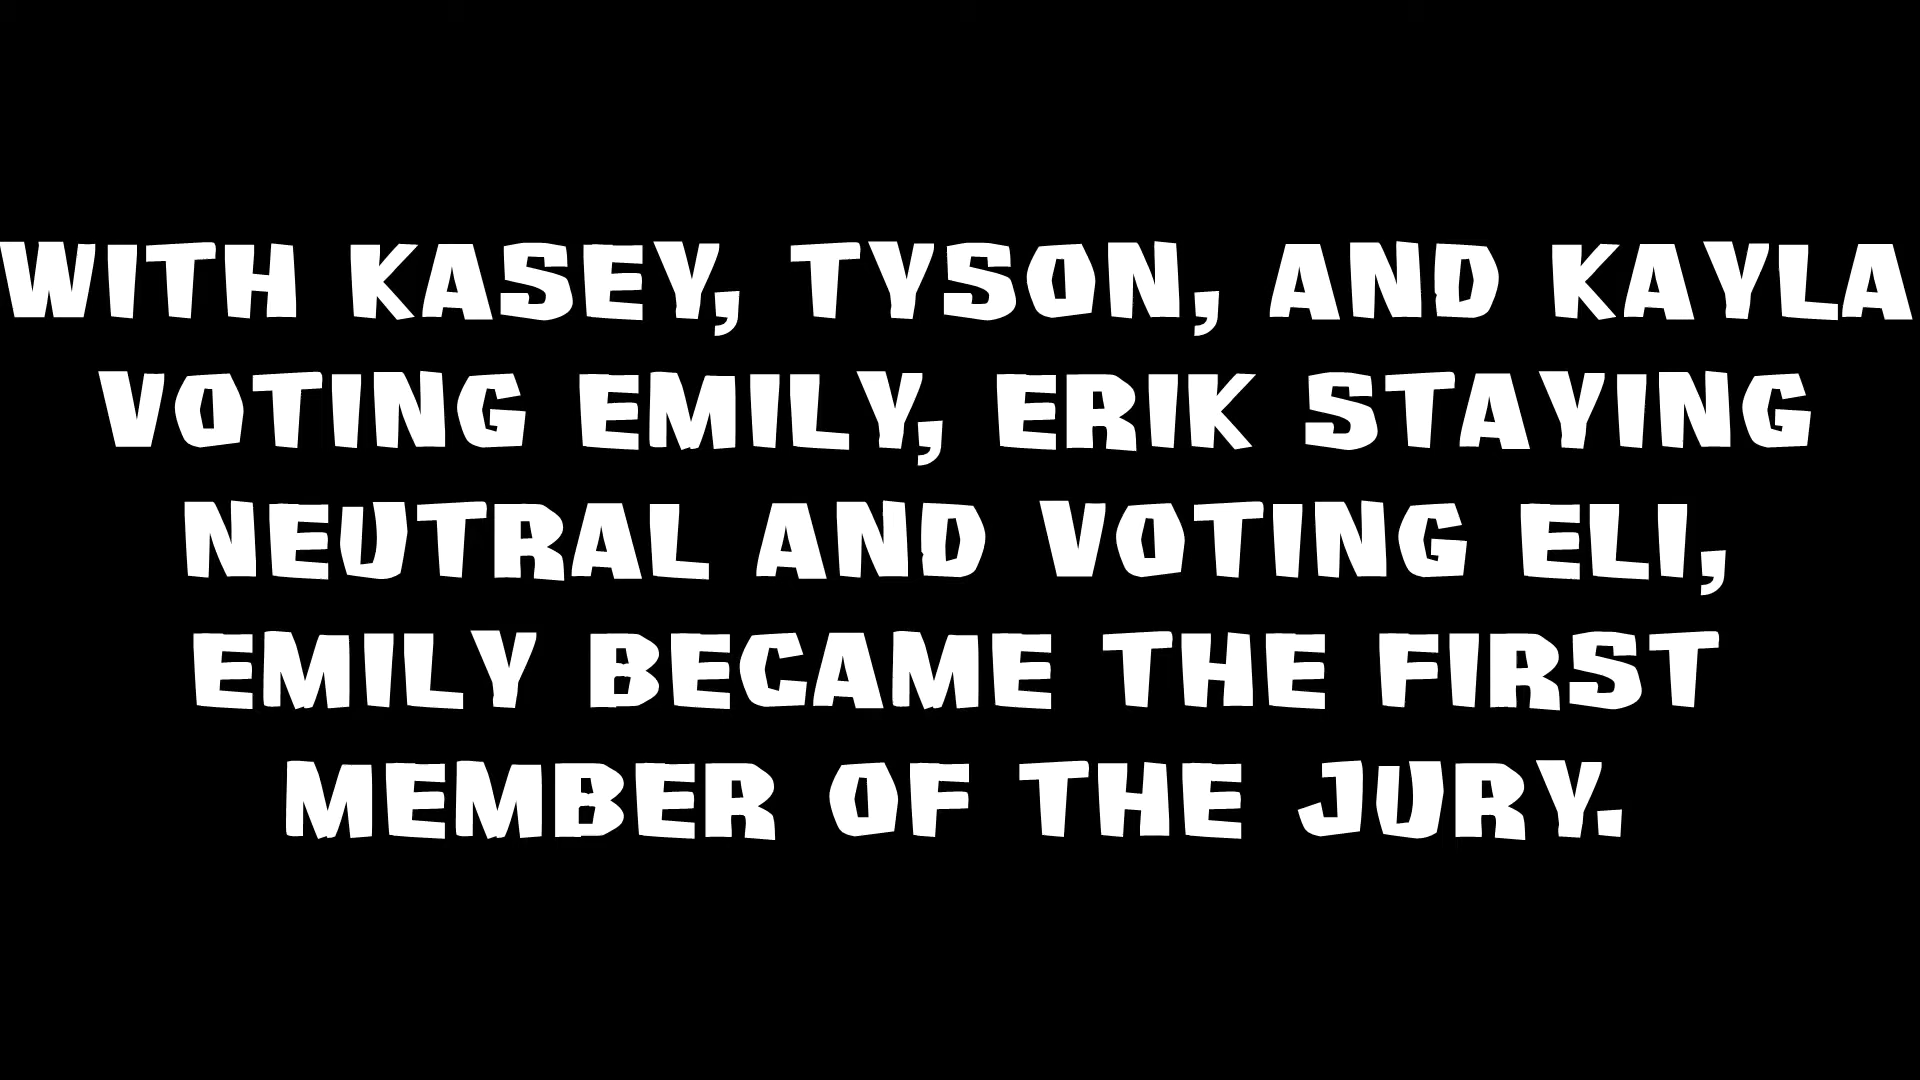 WITH KASEY, TYSON, AND KAYLA
VOTING EMILY, ERIK STAYING
NEUTRAL AND VOTING ELI,
EMILY BECAME THE FIRST
MEMBER OF THE JURY.